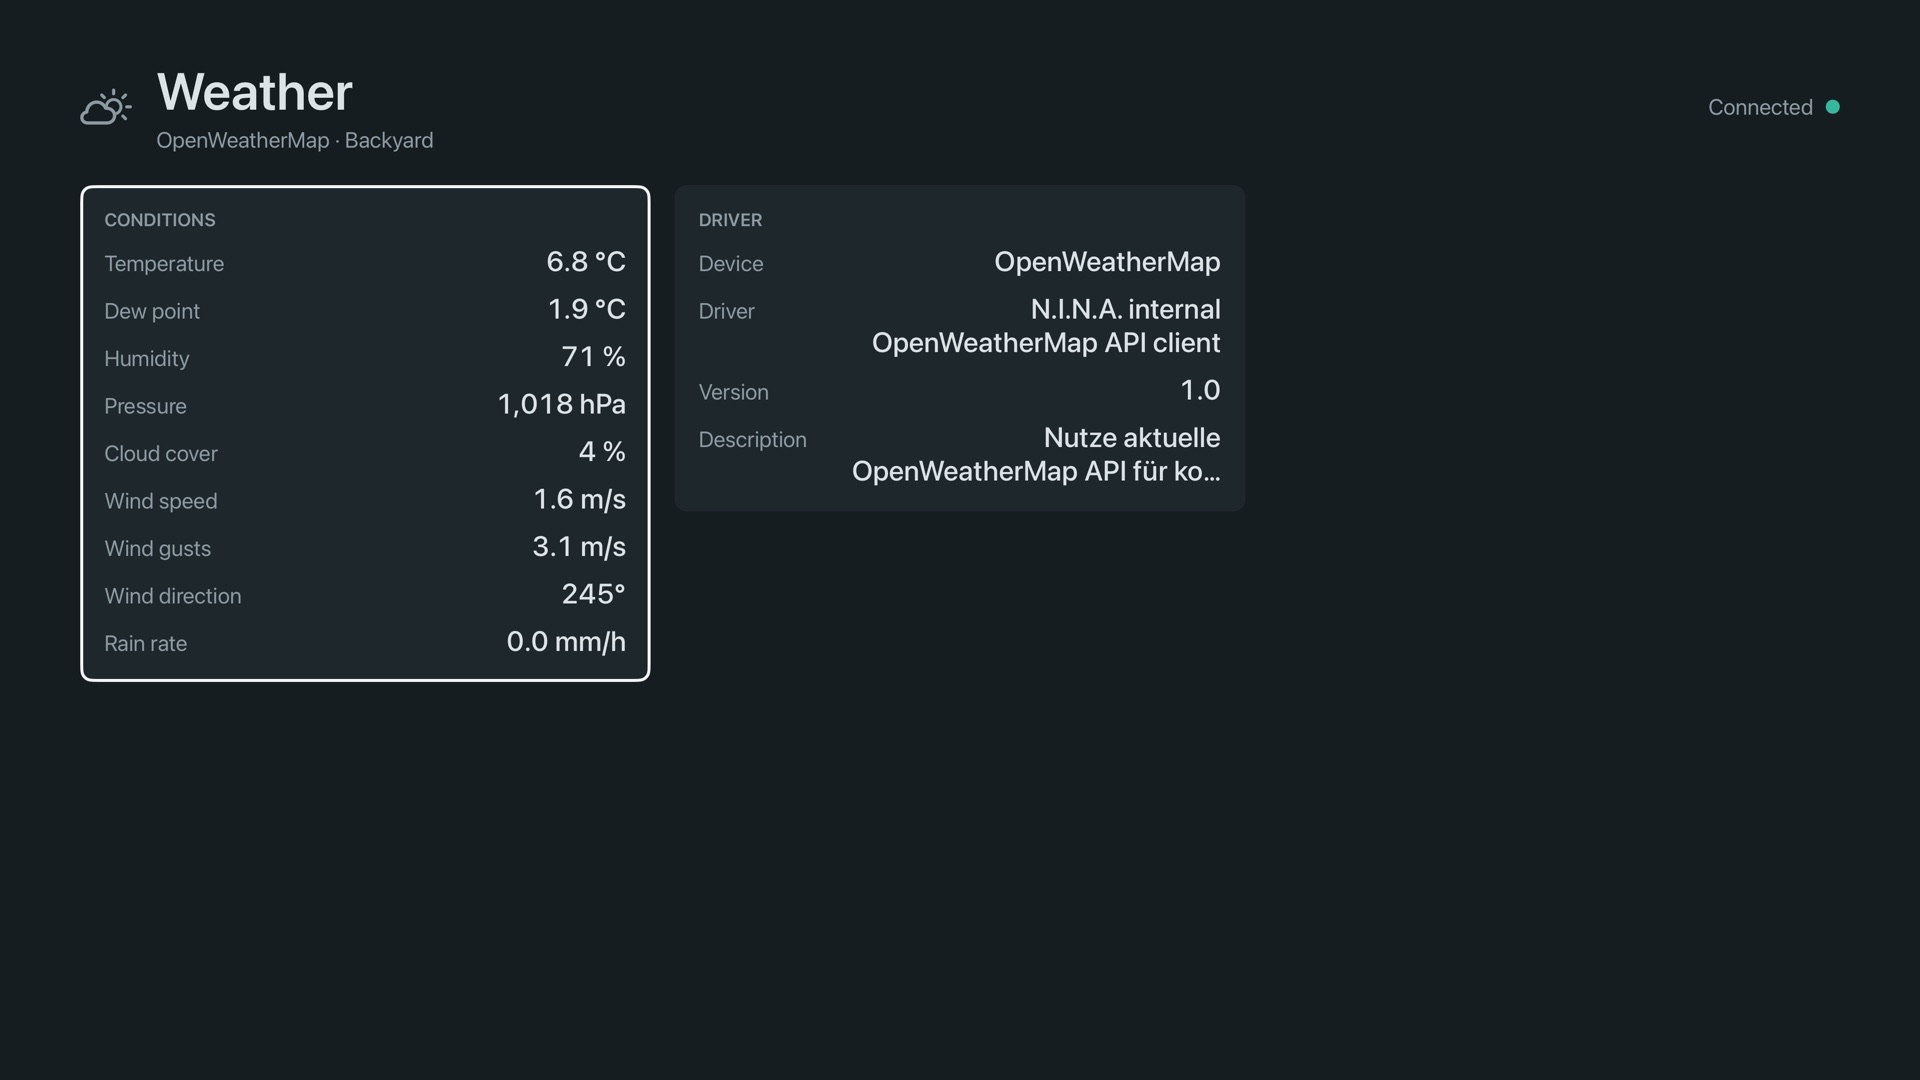 Weather
OpenWeatherMap · Backyard
Connected
CONDITIONS
Temperature 6.8 °C
Dew point 1.9 °C
Humidity 71 %
Pressure 1,018 hPa
Cloud cover 4 %
Wind speed 1.6 m/s
Wind gusts 3.1 m/s
Wind direction 245°
Rain rate 0.0 mm/h
DRIVER
Device OpenWeatherMap
Driver N.I.N.A. internal
OpenWeatherMap API client
Version 1.0
Description Nutze aktuelle
OpenWeatherMap API für ko...